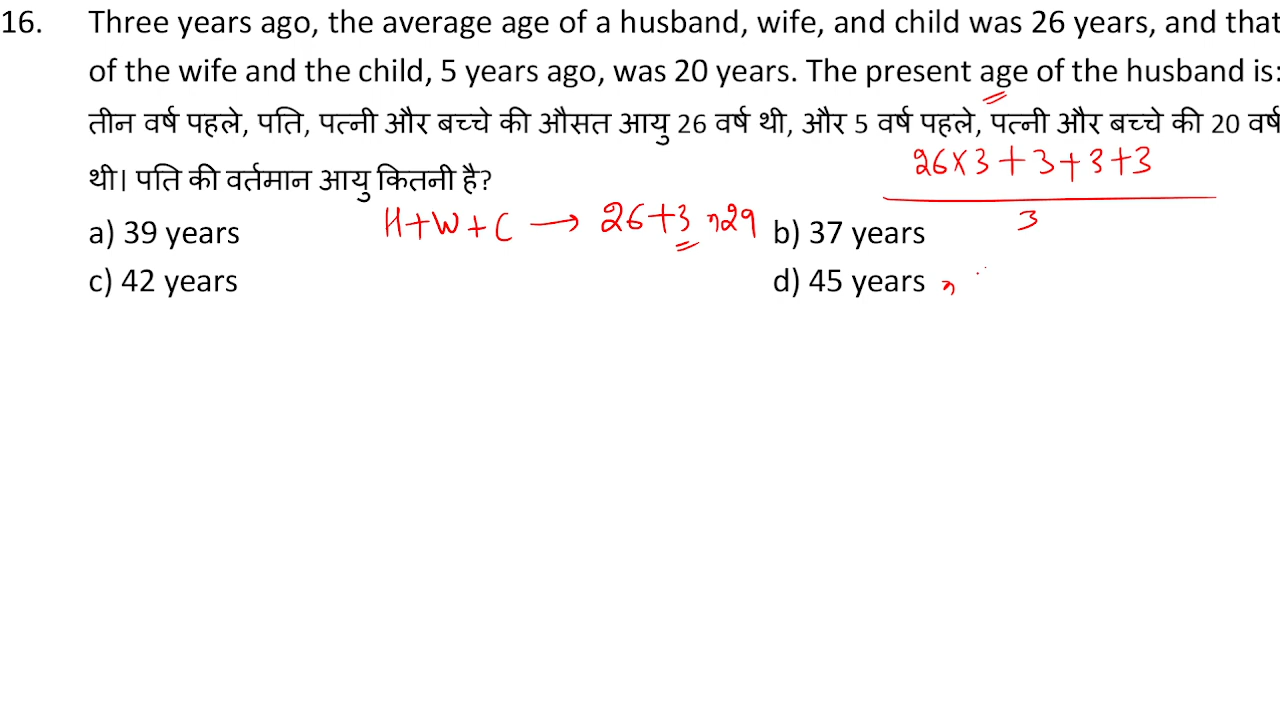 16. Three years ago, the average age of a husband, wife, and child was 26 years, and that
of the wife and the child, 5 years ago, was 20 years. The present age of the husband is:
तीन वर्ष पहले, पति, पत्नी और बच्चे की औसत आयु 26 वर्ष थी, और 5 वर्ष पहले, पत्नी और बच्चे की 20 वर्ष
थी। पति की वर्तमान आयु कितनी है?
26×3+3+3+3
3
H+W+C → 26+3 = 29
a) 39 years b) 37 years
c) 42 years d) 45 years